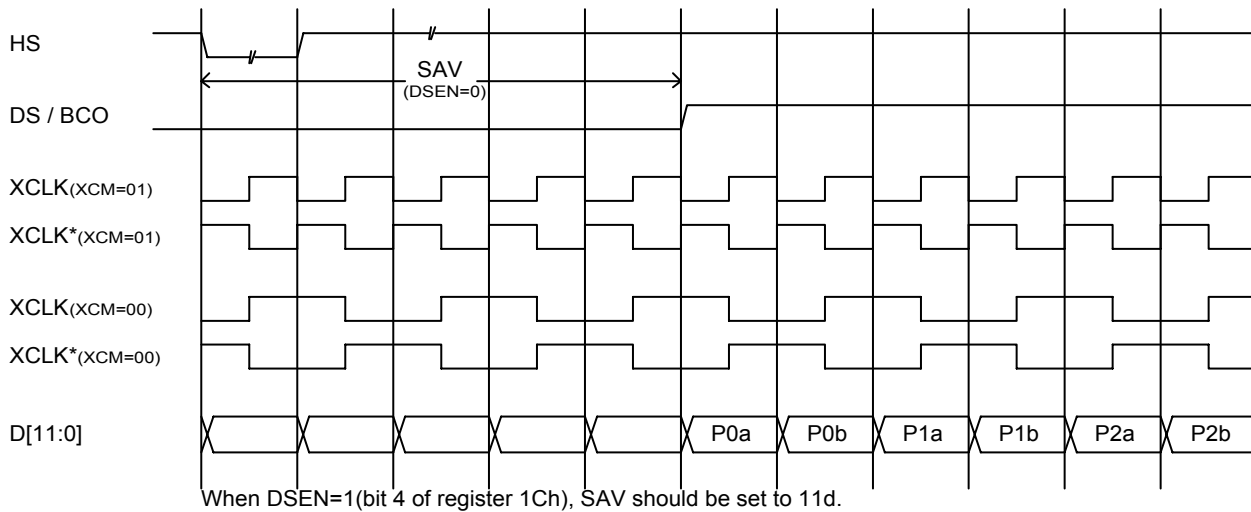 HS
SAV
(DSEN=0)
DS / BCO
XCLK(XCM=01)
XCLK*(XCM=01)
XCLK(XCM=00)
XCLK*(XCM=00)
D[11:0] P0a P0b P1a P1b P2a P2b
When DSEN=1(bit 4 of register 1Ch), SAV should be set to 11d.